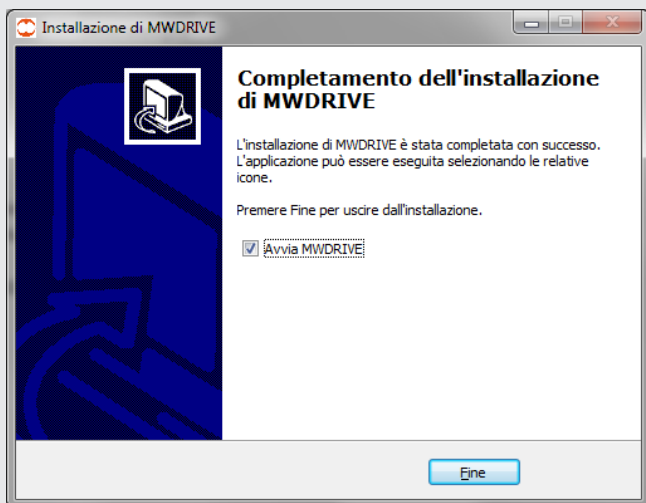 Installazione di MWDRIVE
Completamento dell'installazione
di MWDRIVE
L'installazione di MWDRIVE è stata completata con successo.
L'applicazione può essere eseguita selezionando le relative
icone.
Premere Fine per uscire dall'installazione.
Avvia MWDRIVE
Fine